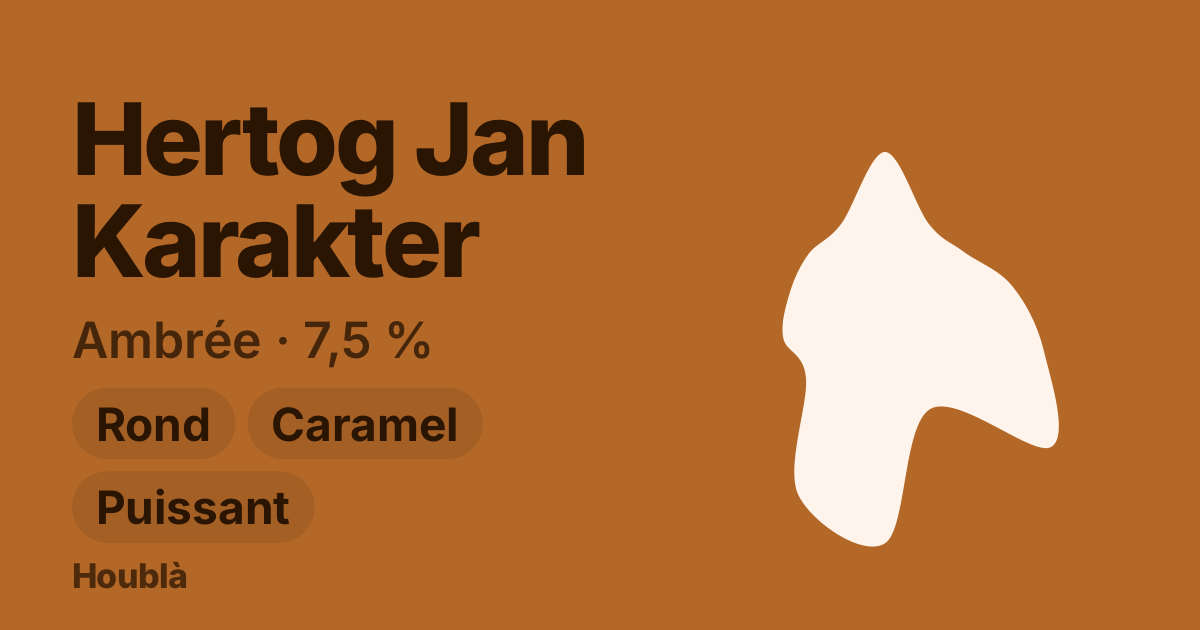 Hertog Jan
Karakter
Ambrée · 7,5 %
Rond Caramel
Puissant
Houblà